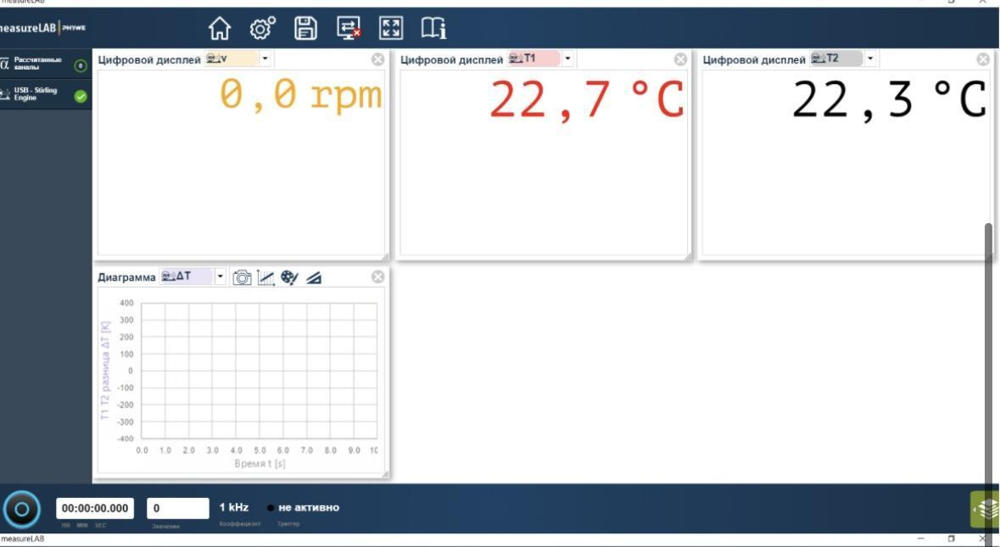 measureLAB
measureLAB PHYWE
Рассчитанные каналы 0
USB - Stirling Engine
Цифровой дисплей v
0,0 rpm
Цифровой дисплей T1
22,7 °C
Цифровой дисплей T2
22,3 °C
Диаграмма ΔT
T1 T2 разница ΔT [K]
400
300
200
100
0
-100
-200
-300
-400
0.0 1.0 2.0 3.0 4.0 5.0 6.0 7.0 8.0 9.0 10
Время t [s]
00:00:00.000 0 1 kHz не активно
MIN SEC Значение Коэффициент Триггер
measureLAB